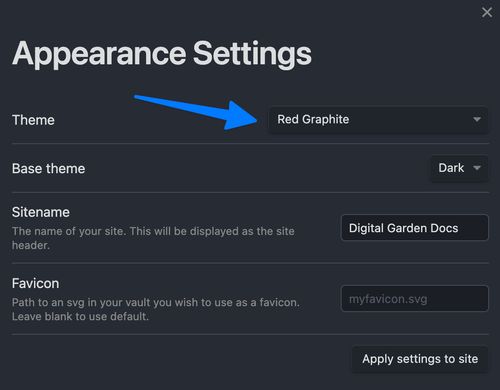 Appearance Settings
Theme
Red Graphite
Base theme
Dark
Sitename
The name of your site. This will be displayed as the site
header.
Digital Garden Docs
Favicon
Path to an svg in your vault you wish to use as a favicon.
Leave blank to use default.
myfavicon.svg
Apply settings to site